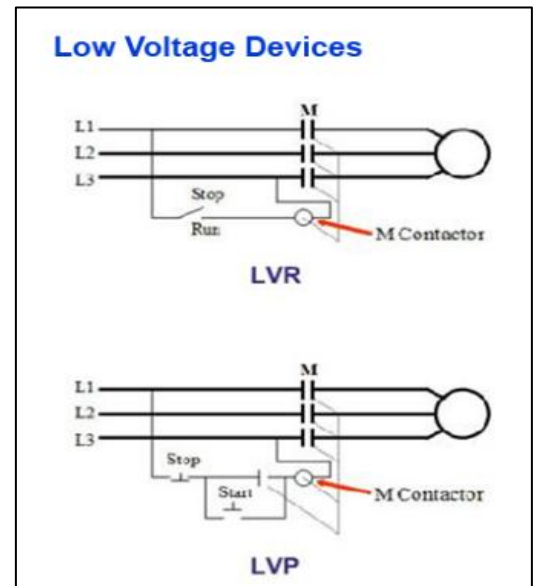 Low Voltage Devices
M
L1
L2
L3
Stop
Run
M Contactor
LVR
M
L1
L2
L3
Stop
Start
M Contactor
LVP